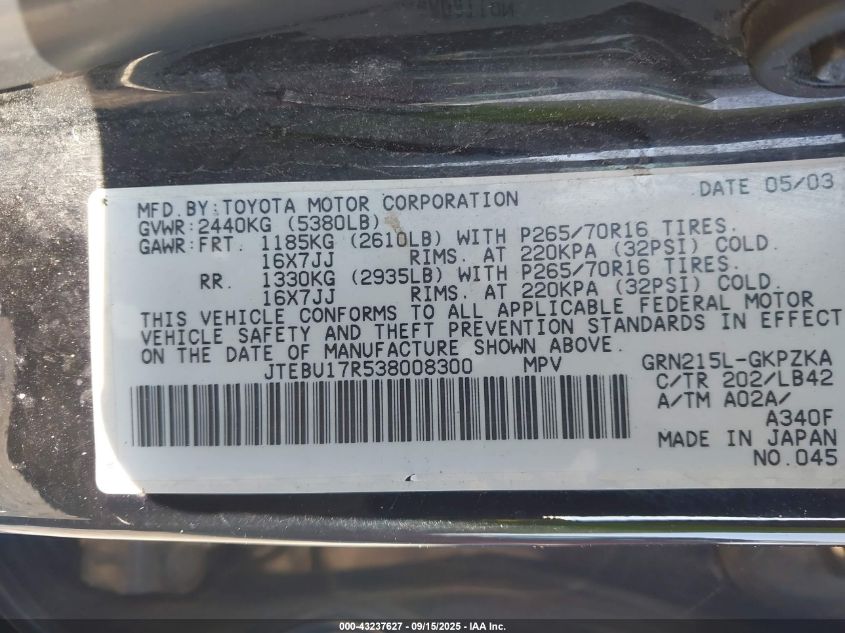 DATE 05/03
MFD.BY:TOYOTA MOTOR CORPORATION
GVWR:2440KG (5380LB)
GAWR:FRT. 1185KG (2610LB) WITH P265/70R16 TIRES.
16X7JJ RIMS. AT 220KPA (32PSI) COLD.
RR. 1330KG (2935LB) WITH P265/70R16 TIRES.
16X7JJ RIMS. AT 220KPA (32PSI) COLD.
THIS VEHICLE CONFORMS TO ALL APPLICABLE FEDERAL MOTOR
VEHICLE SAFETY AND THEFT PREVENTION STANDARDS IN EFFECT
ON THE DATE OF MANUFACTURE SHOWN ABOVE.
JTEBU17R538008300 MPV
GRN215L-GKPZKA
C/TR 202/LB42
A/TM A02A/
A340F
MADE IN JAPAN
NO.045
000-43237627 - 09/15/2025 - IAA Inc.